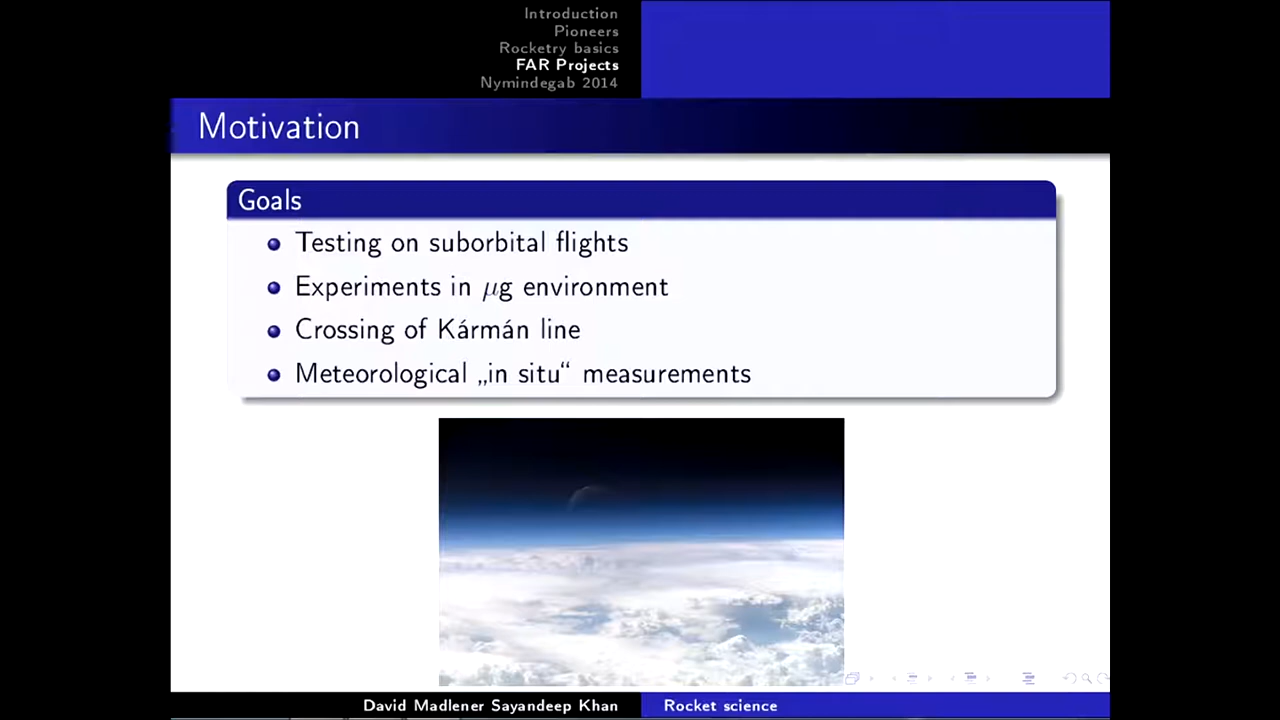 Introduction
Pioneers
Rocketry basics
FAR Projects
Nymindegab 2014
Motivation
Goals
Testing on suborbital flights
Experiments in μg environment
Crossing of Kármán line
Meteorological „in situ“ measurements
David Madlener Sayandeep Khan
Rocket science